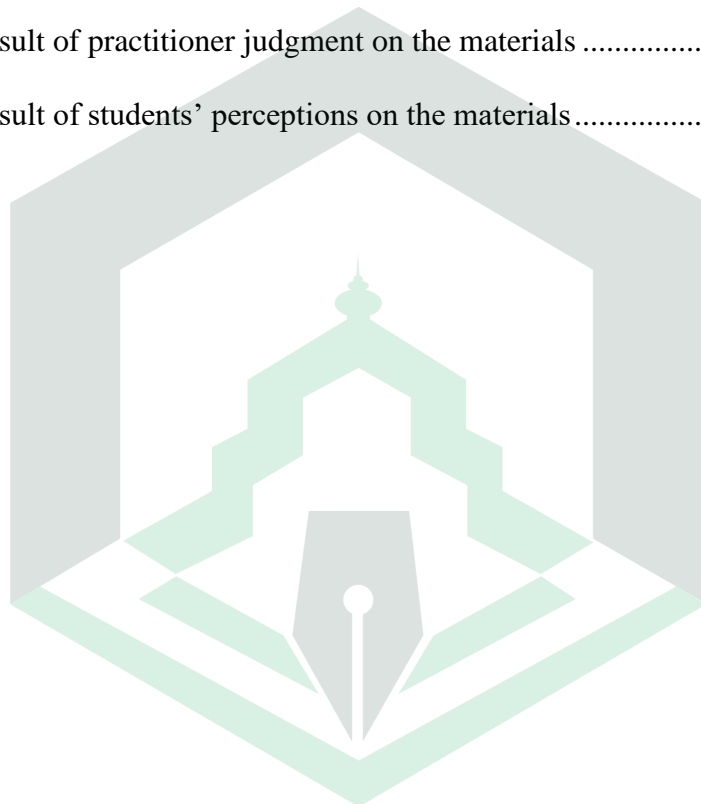 sult of practitioner judgment on the materials ...............
sult of students’ perceptions on the materials................